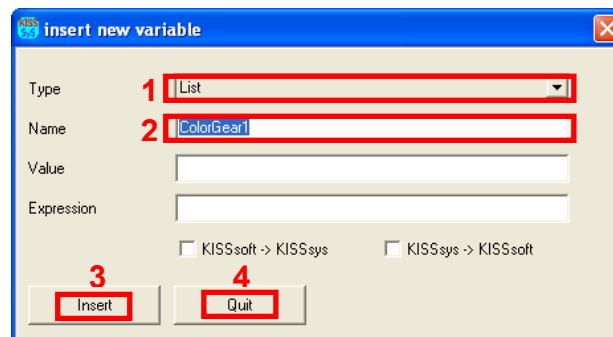 KISS
SYS
insert new variable
Type
1
List
Name
2
ColorGear1
Value
Expression
KISSsoft -> KISSsys
KISSsys -> KISSsoft
3
4
Insert
Quit